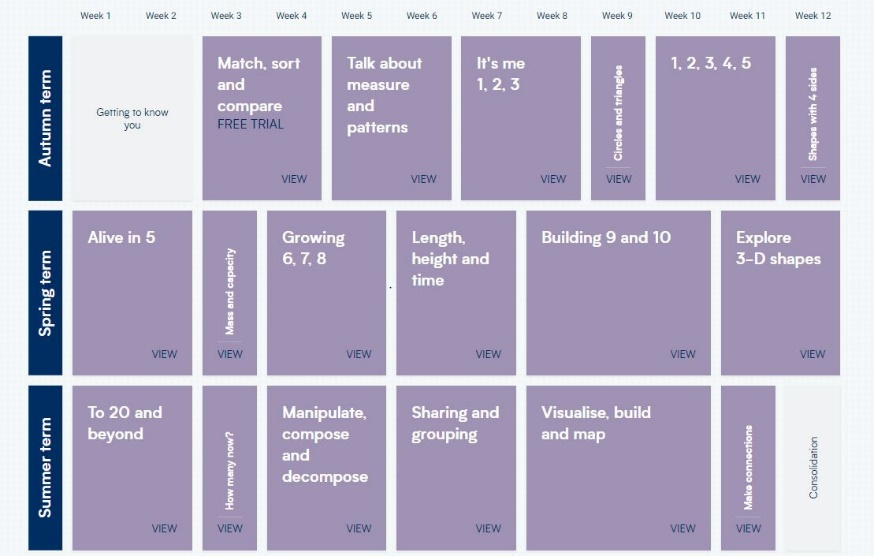 Week 1 Week 2 Week 3 Week 4 Week 5 Week 6 Week 7 Week 8 Week 9 Week 10 Week 11 Week 12
Autumn term
Getting to know
you
Match, sort
and
compare
FREE TRIAL
VIEW
Talk about
measure
and
patterns
VIEW
It's me
1, 2, 3
VIEW
Circles and triangles
VIEW
1, 2, 3, 4, 5
VIEW
Shapes with 4 sides
VIEW
Spring term
Alive in 5
VIEW
Mass and capacity
VIEW
Growing
6, 7, 8
VIEW
Length,
height and
time
VIEW
Building 9 and 10
VIEW
Explore
3-D shapes
VIEW
Summer term
To 20 and
beyond
VIEW
How many now?
VIEW
Manipulate,
compose
and
decompose
VIEW
Sharing and
grouping
VIEW
Visualise, build
and map
VIEW
Make connections
VIEW
Consolidation